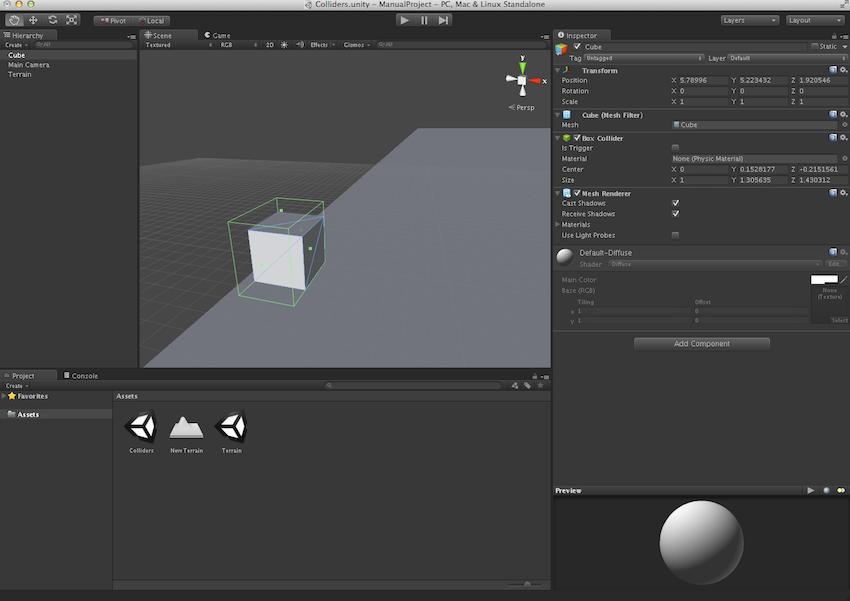 Colliders.unity – ManualProject – PC, Mac & Linux Standalone
Pivot Local Layers Layout
Hierarchy
Create All
Cube
Main Camera
Terrain
Scene Game
Textured RGB 2D Effects Gizmos All
y
x
Persp
Inspector
Cube Static
Tag Untagged Layer Default
Transform
Position X 5.78996 Y 5.223432 Z 1.920546
Rotation X 0 Y 0 Z 0
Scale X 1 Y 1 Z 1
Cube (Mesh Filter)
Mesh Cube
Box Collider
Is Trigger
Material None (Physic Material)
Center X 0 Y 0.1528177 Z -0.2151561
Size X 1 Y 1.305635 Z 1.430312
Mesh Renderer
Cast Shadows
Receive Shadows
Materials
Use Light Probes
Default-Diffuse
Shader Diffuse Edit...
Main Color
Base (RGB)
None
(Texture)
Tiling Offset
x 1 0
y 1 0
Select
Add Component
Preview
Project Console
Create
Favorites
Assets
Assets
Colliders New Terrain Terrain